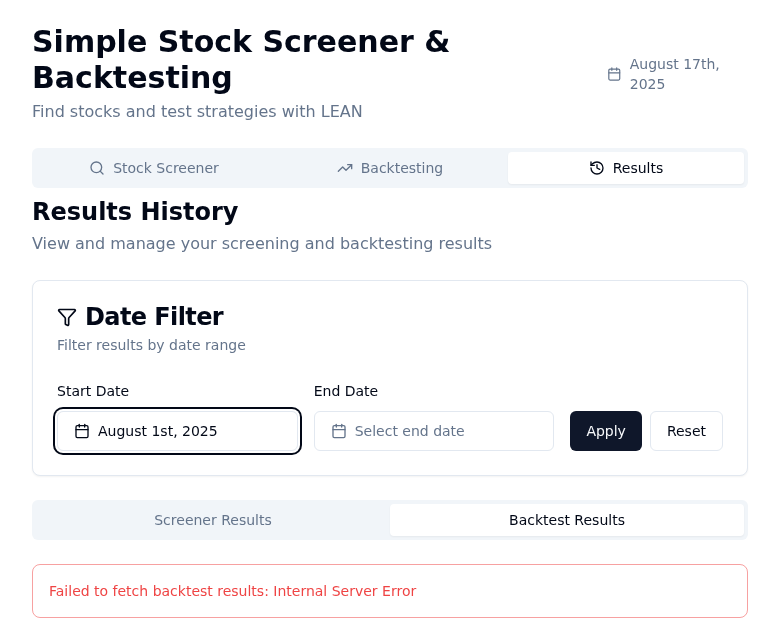 Simple Stock Screener &
Backtesting
August 17th,
2025
Find stocks and test strategies with LEAN
Stock Screener
Backtesting
Results
Results History
View and manage your screening and backtesting results
Date Filter
Filter results by date range
Start Date
End Date
August 1st, 2025
Select end date
Apply
Reset
Screener Results
Backtest Results
Failed to fetch backtest results: Internal Server Error